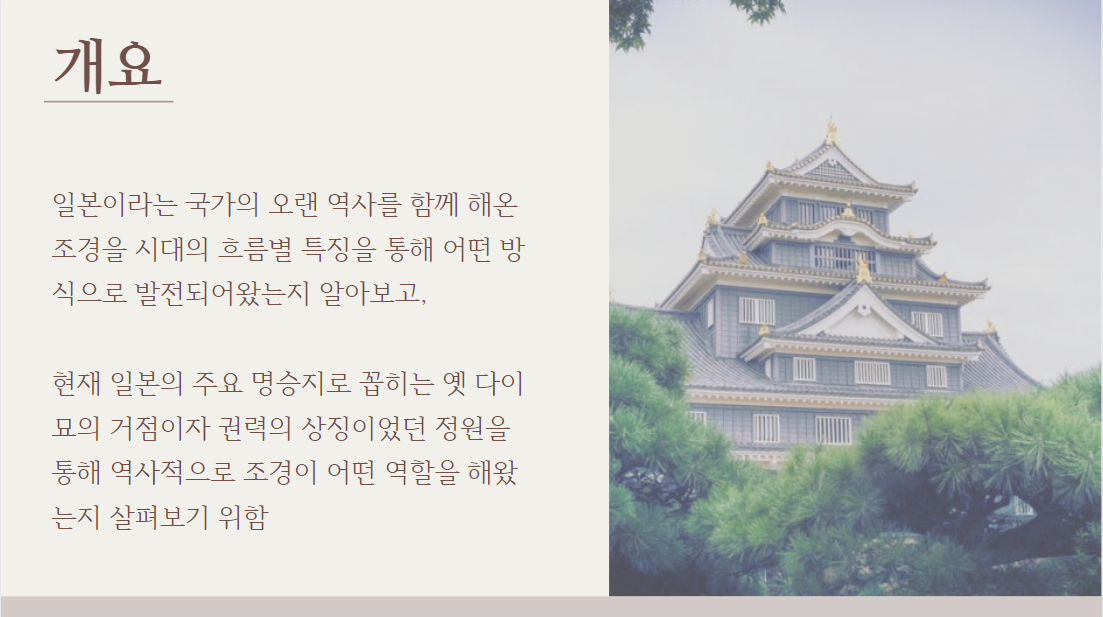 개요
일본이라는 국가의 오랜 역사를 함께 해온
조경을 시대의 흐름별 특징을 통해 어떤 방
식으로 발전되어왔는지 알아보고,
현재 일본의 주요 명승지로 꼽히는 옛 다이
묘의 거점이자 권력의 상징이었던 정원을
통해 역사적으로 조경이 어떤 역할을 해왔
는지 살펴보기 위함